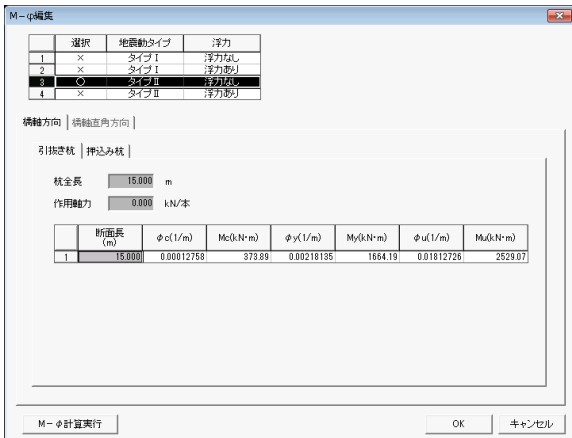 M－φ編集
選択 地震動タイプ 浮力
1 × タイプⅠ 浮力なし
2 × タイプⅠ 浮力あり
3 ○ タイプⅡ 浮力なし
4 × タイプⅡ 浮力あり
橋軸方向 橋軸直角方向
引抜き杭 押込み杭
杭全長 15.000 m
作用軸力 0.000 kN/本
断面長(m) φc(1/m) Mc(kN・m) φy(1/m) My(kN・m) φu(1/m) Mu(kN・m)
1 15.000 0.00012758 373.89 0.00218135 1664.19 0.01812726 2529.07
M－φ計算実行 OK キャンセル